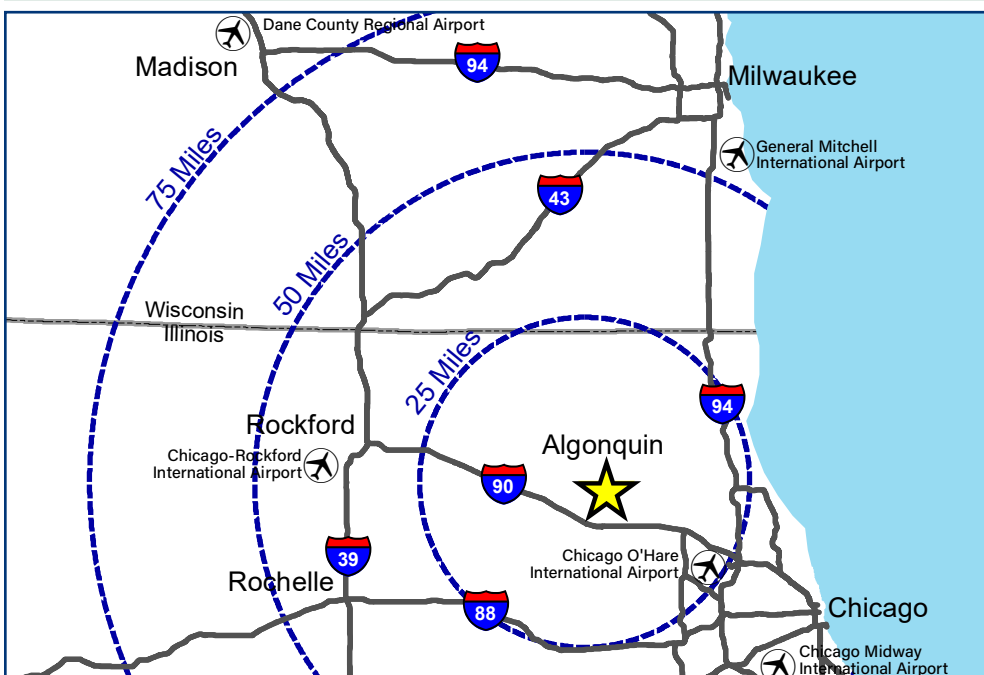 Dane County Regional Airport
Madison
94
Milwaukee
General Mitchell
International Airport
75 Miles
43
50 Miles
Wisconsin
Illinois
25 Miles
94
Rockford
Chicago-Rockford
International Airport
Algonquin
90
39
Chicago O'Hare
International Airport
Rochelle
88
Chicago
Chicago Midway
International Airport